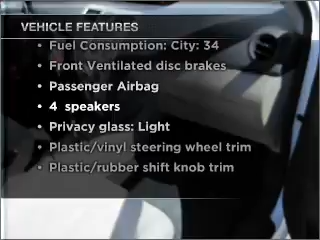 VEHICLE FEATURES
• Fuel Consumption: City: 34
• Front Ventilated disc brakes
• Passenger Airbag
• 4 speakers
• Privacy glass: Light
• Plastic/vinyl steering wheel trim
• Plastic/rubber shift knob trim